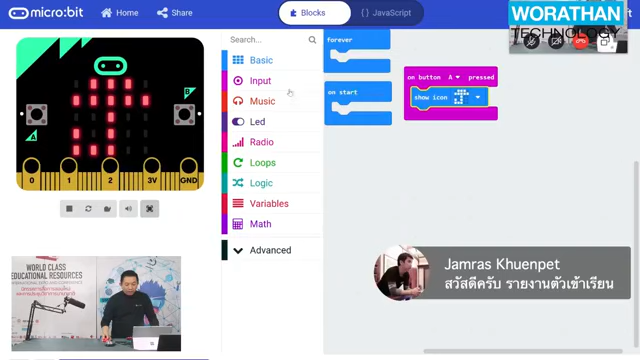 micro:bit
Home
Share
Blocks
JavaScript
WORATHAN
TECHNOLOGY
Search...
Basic
Input
Music
Led
Radio
Loops
Logic
Variables
Math
Advanced
forever
on start
on button A pressed
show icon
A
B
0 1 2 3V GND
WORLD CLASS
EDUCATIONAL RESOURCES
Jamras Khuenpet
สวัสดีครับ รายงานตัวเข้าเรียน